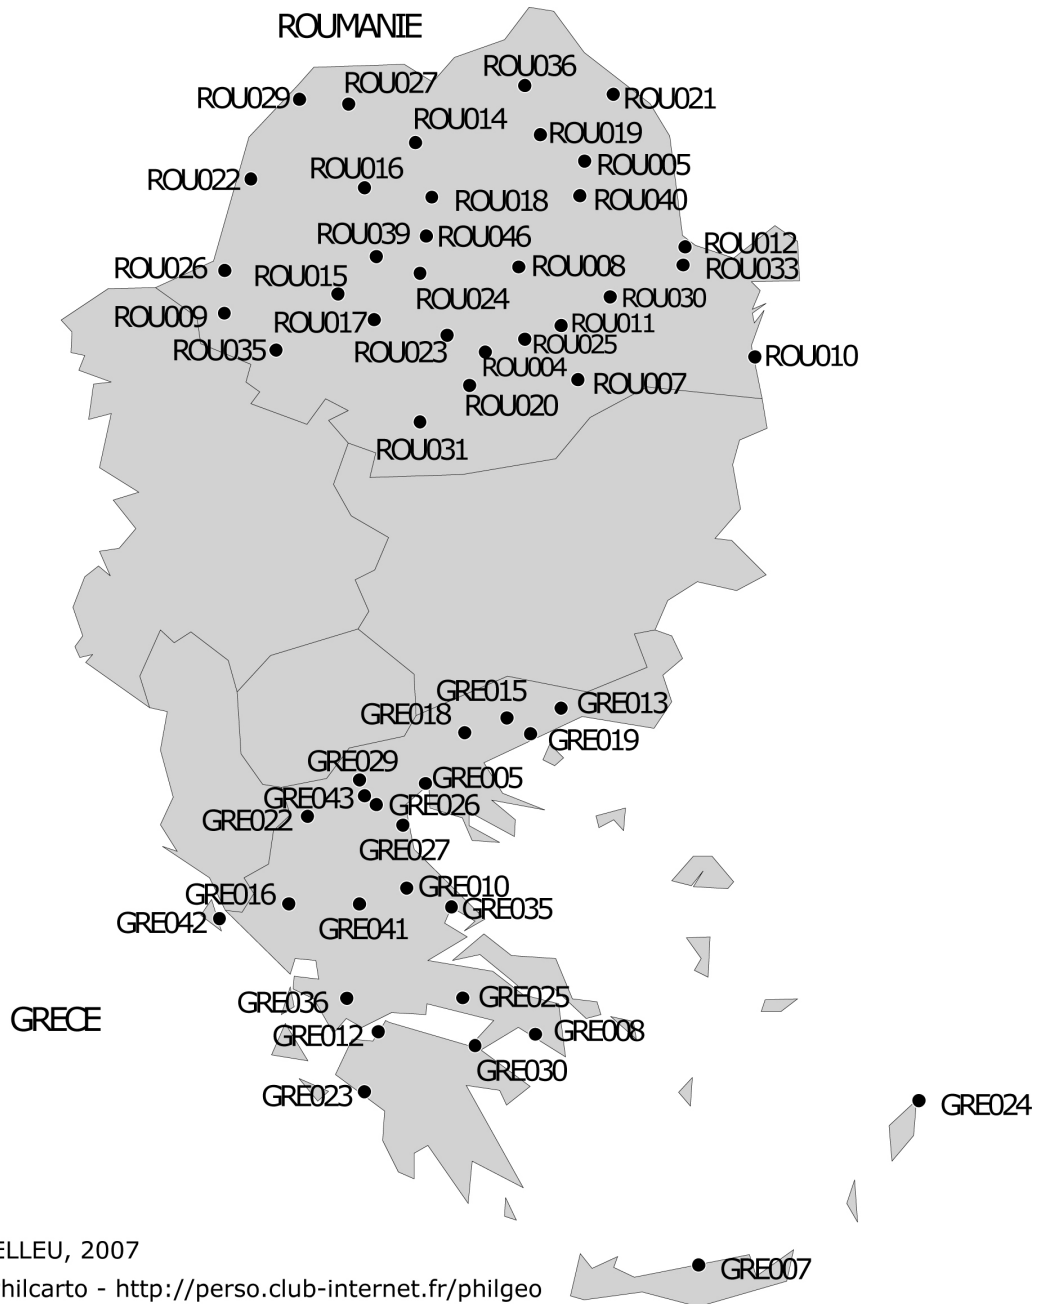 ROUMANIE
ROU036
ROU027
ROU029
ROU021
ROU014
ROU019
ROU005
ROU016
ROU022
ROU018
ROU040
ROU039
ROU046
ROU012
ROU026
ROU015
ROU008
ROU033
ROU024
ROU030
ROU009
ROU017
ROU011
ROU035
ROU023
ROU025
ROU010
ROU004
ROU007
ROU020
ROU031
GRE015
GRE013
GRE018
GRE019
GRE029
GRE005
GRE043
GRE026
GRE022
GRE027
GRE016
GRE010
GRE042
GRE041
GRE035
GRE036
GRE025
GRECE
GRE012
GRE008
GRE030
GRE023
GRE024
ELLEU, 2007
GRE007
hilcarto - http://perso.club-internet.fr/philgeo